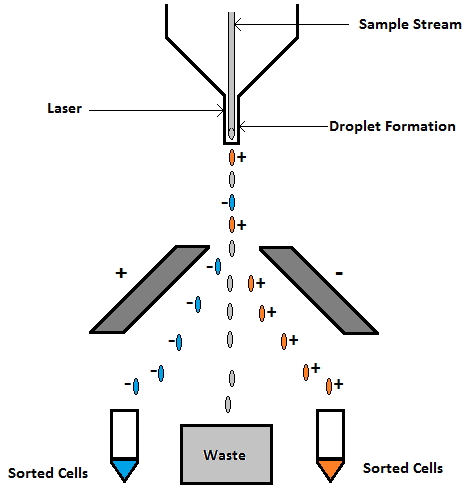 Sample Stream
Laser
Droplet Formation
+
-
+
+ -
- +
- +
- +
- +
- +
Sorted Cells
Waste
Sorted Cells